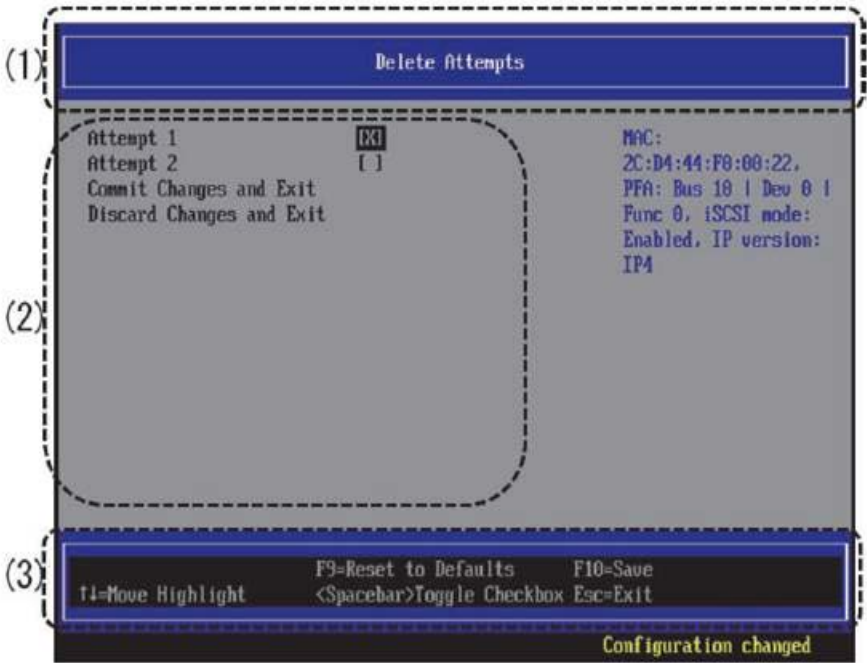 (1)
Delete Attempts
(2)
Attempt 1 [X]
Attempt 2 [ ]
Commit Changes and Exit
Discard Changes and Exit
MAC:
2C:D4:44:F0:00:22,
PFA: Bus 10 | Dev 0 |
Func 0, iSCSI mode:
Enabled, IP version:
IP4
(3)
F9=Reset to Defaults F10=Save
↑↓=Move Highlight <Spacebar>Toggle Checkbox Esc=Exit
Configuration changed